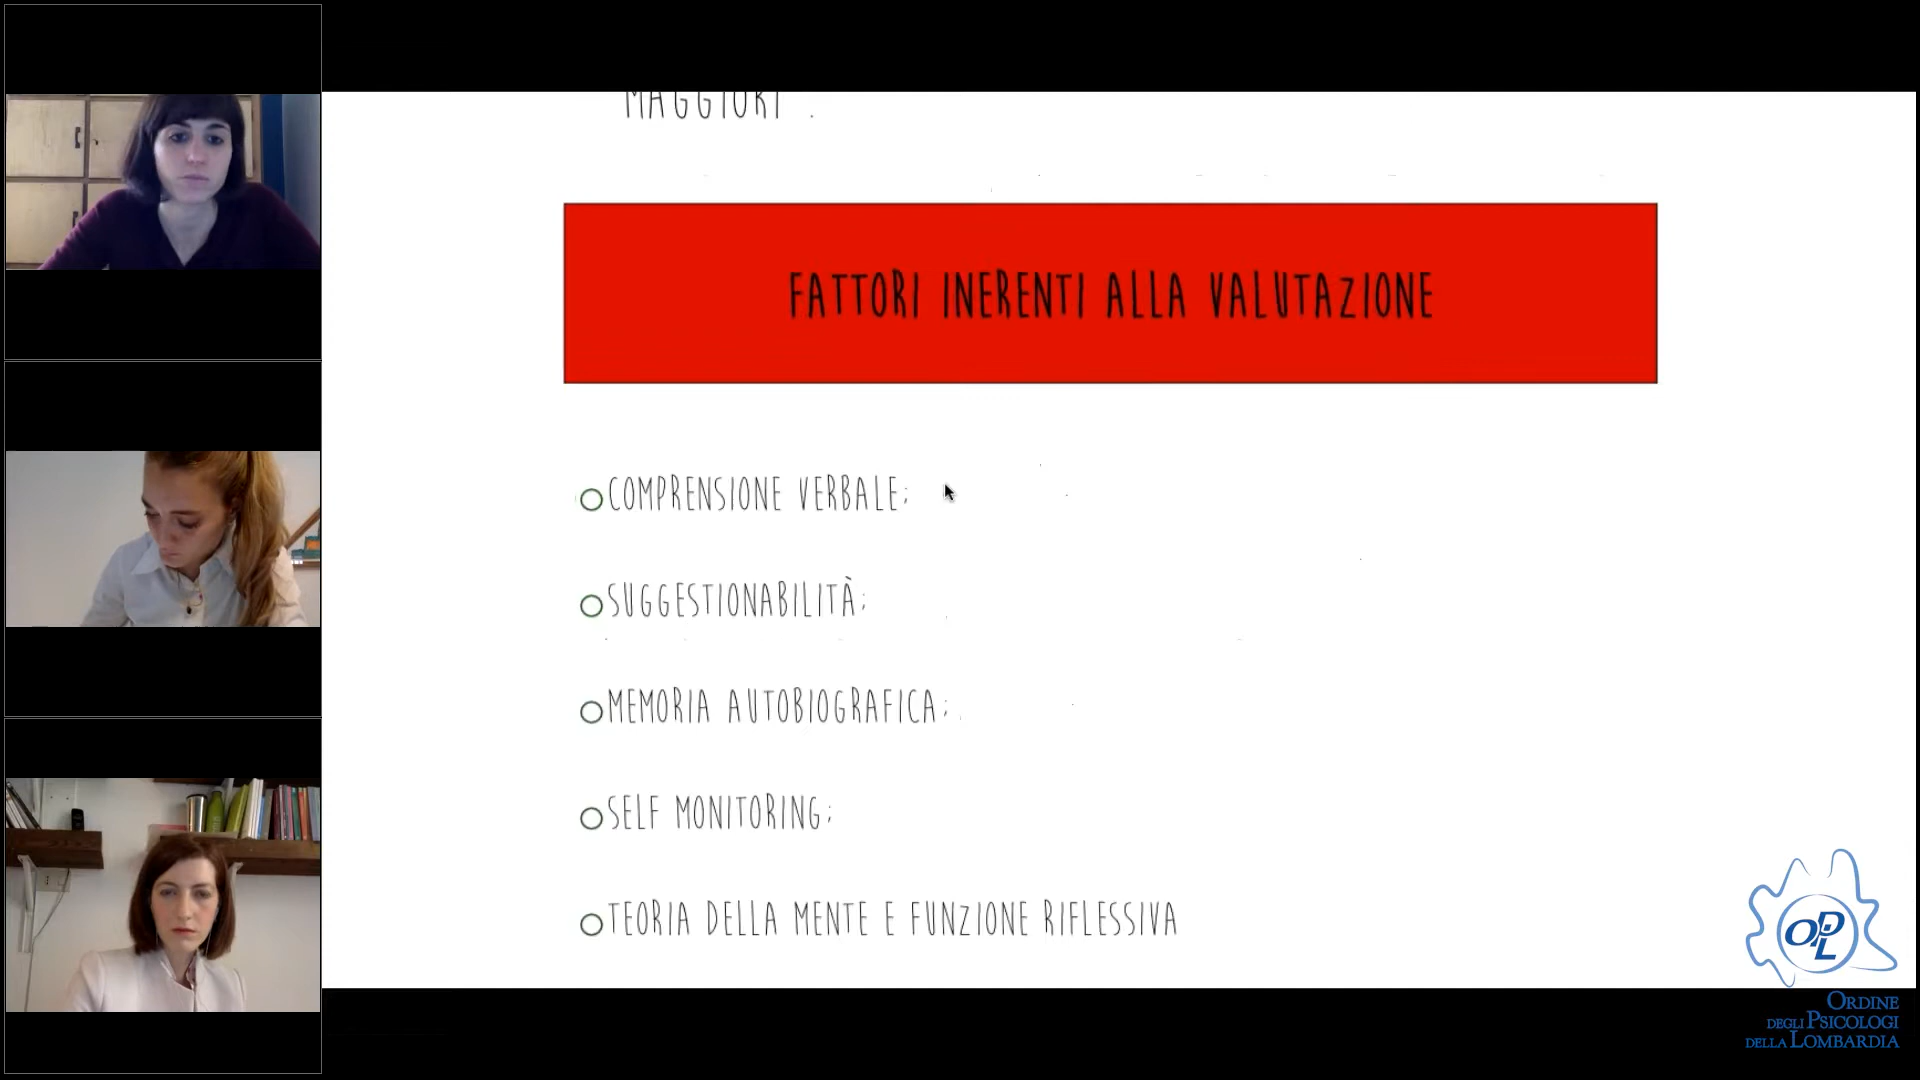 MAGGIORI .
FATTORI INERENTI ALLA VALUTAZIONE
COMPRENSIONE VERBALE;
SUGGESTIONABILITÀ;
MEMORIA AUTOBIOGRAFICA;
SELF MONITORING;
TEORIA DELLA MENTE E FUNZIONE RIFLESSIVA
OPL
ORDINE
DEGLI PSICOLOGI
DELLA LOMBARDIA